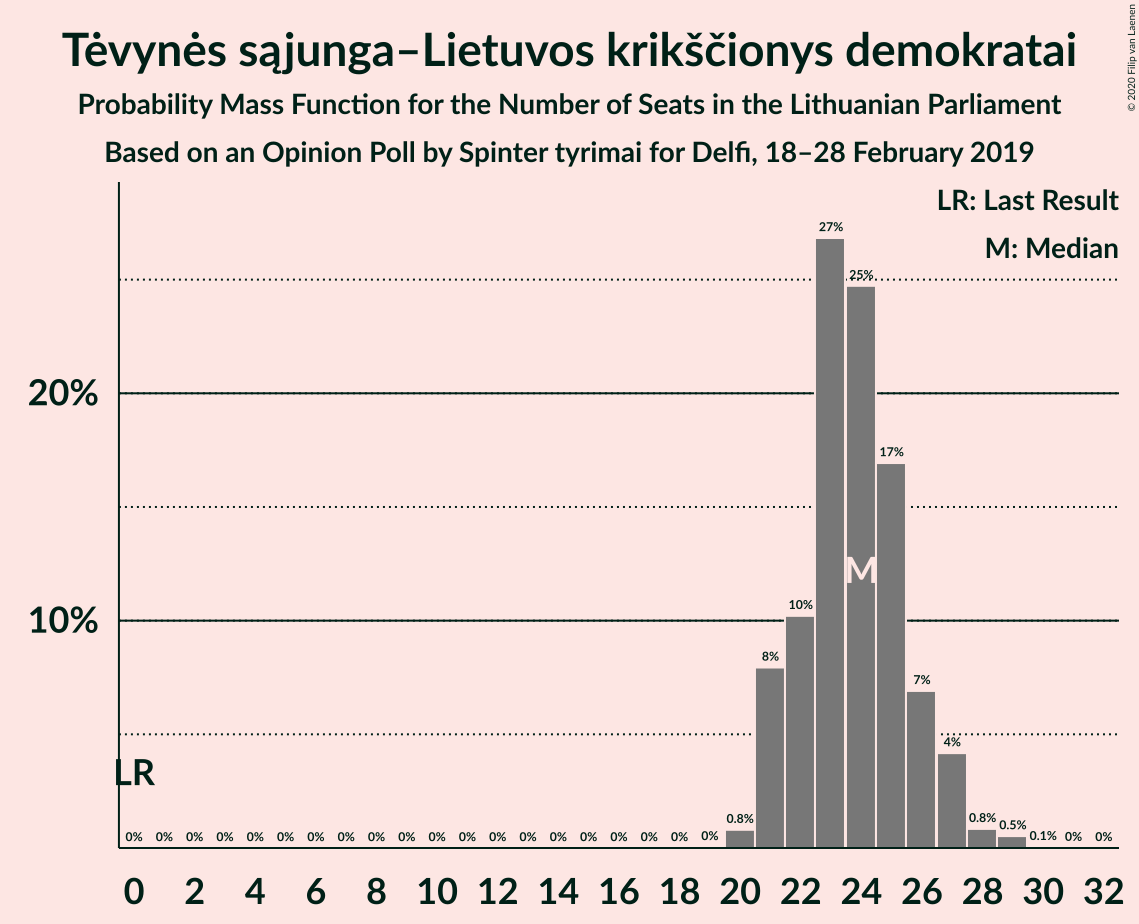 Tėvynės sąjunga–Lietuvos krikščionys demokratai
Probability Mass Function for the Number of Seats in the Lithuanian Parliament
Based on an Opinion Poll by Spinter tyrimai for Delfi, 18–28 February 2019
© 2020 Filip van Laenen
LR: Last Result
M: Median
27%
25%
20%
17%
M
10%
10%
8%
7%
4%
LR
0% 0% 0% 0% 0% 0% 0% 0% 0% 0% 0% 0% 0% 0% 0% 0% 0% 0% 0% 0% 0.8% 0.8% 0.5% 0.1% 0% 0%
0 2 4 6 8 10 12 14 16 18 20 22 24 26 28 30 32